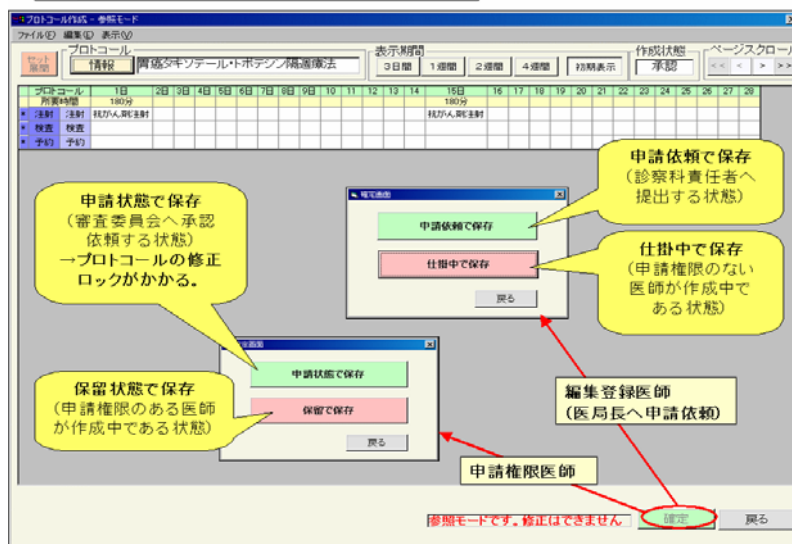 プロトコール作成 - 参照モード
ファイル(F) 編集(E) 表示(V)
セット展開
プロトコール
情報
胃癌タキソテール・トポテシン隔週療法
表示期間
3日間 1週間 2週間 4週間 初期表示
作成状態
承認
ページスクロール
<< < > >>
プロトコール 1日 2日 3日 4日 5日 6日 7日 8日 9日 10 11 12 13 14 15日 16 17 18 19 20 21 22 23 24 25 26 27 28
所要時間 180分 180分
注射 注射 抗がん剤注射 抗がん剤注射
検査 検査
予約 予約
申請依頼で保存
(診察科責任者へ
提出する状態)
申請状態で保存
(審査委員会へ承認
依頼する状態)
→プロトコールの修正
ロックがかかる。
確定画面
申請依頼で保存
仕掛中で保存
戻る
仕掛中で保存
(申請権限のない
医師が作成中で
ある状態)
定画面
申請状態で保存
保留で保存
戻る
保留状態で保存
(申請権限のある医師
が作成中である状態)
編集登録医師
(医局長へ申請依頼)
申請権限医師
参照モードです。修正はできません
確定
戻る